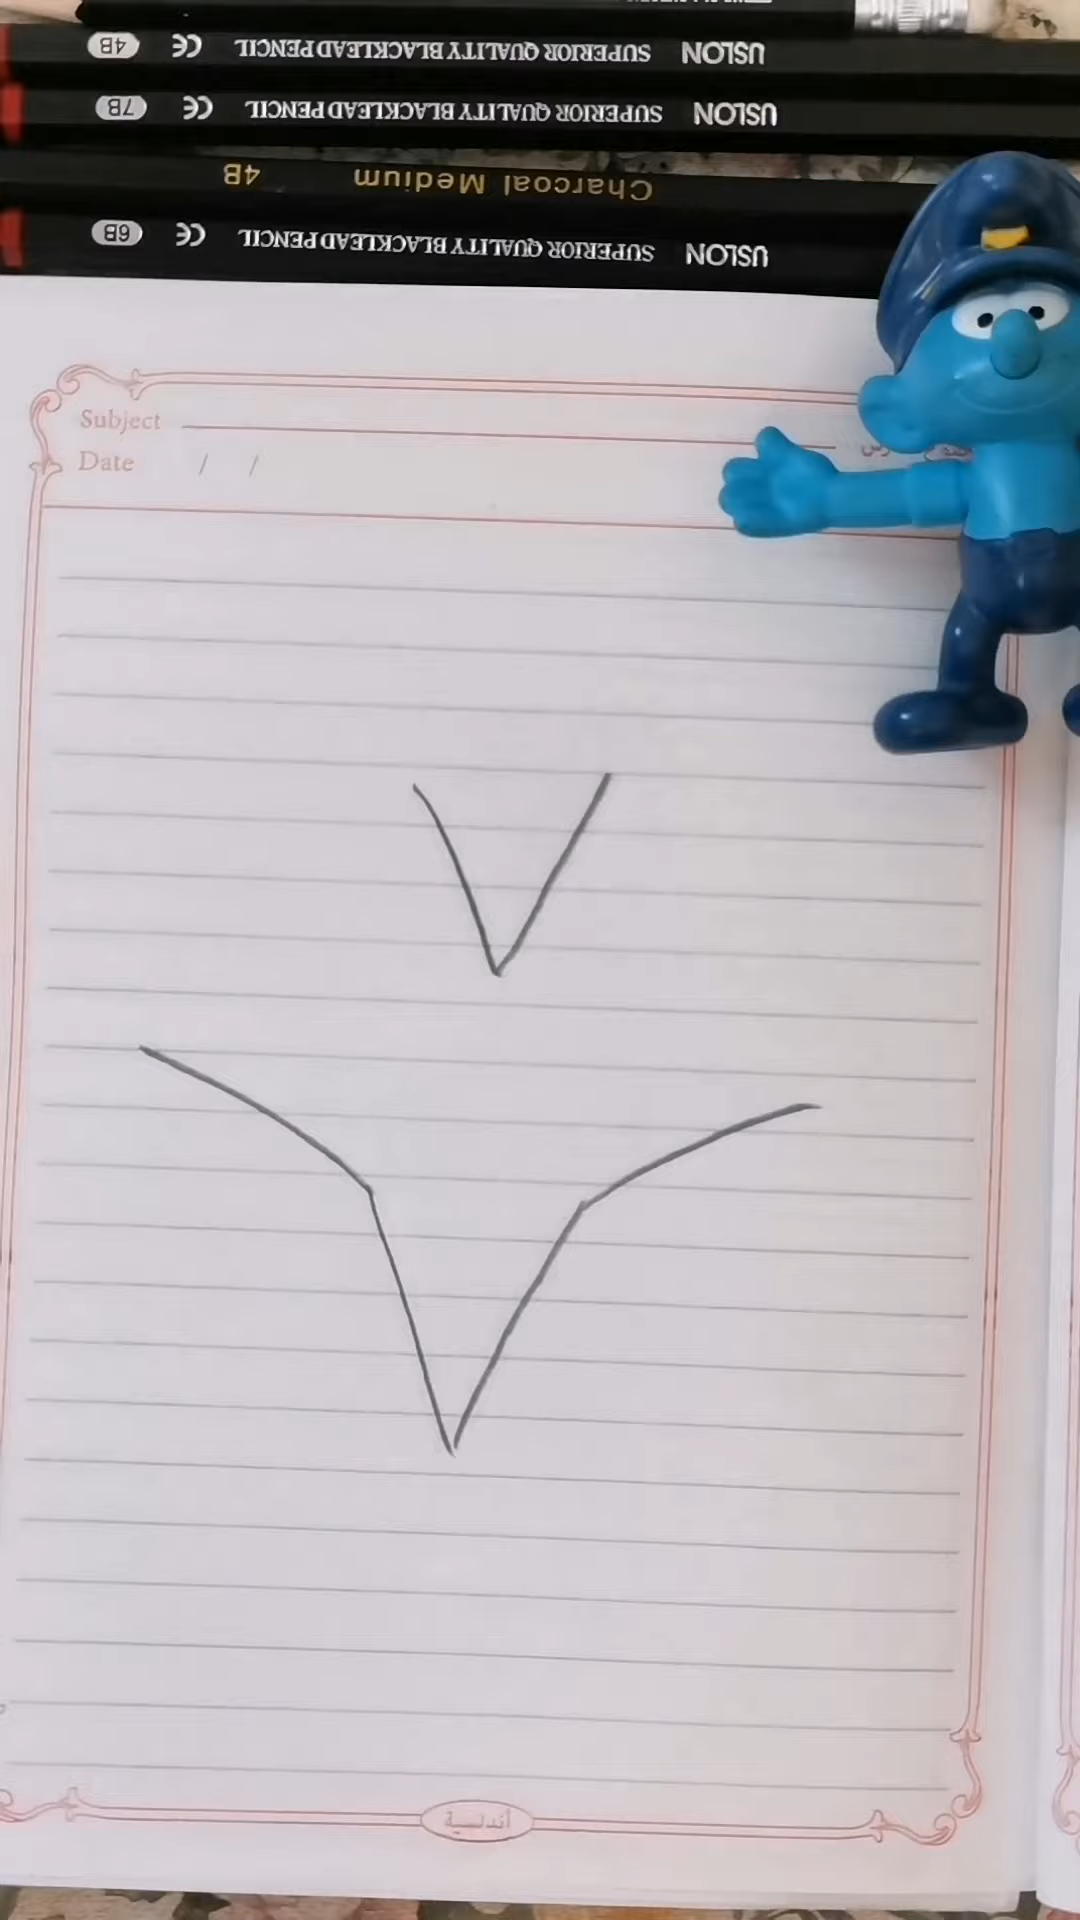 USLON SUPERIOR QUALITY BLACKLEAD PENCIL CE 4B
USLON SUPERIOR QUALITY BLACKLEAD PENCIL CE 7B
Charcoal Medium 4B
USLON SUPERIOR QUALITY BLACKLEAD PENCIL CE 6B
Subject
Date / /
أندلسية